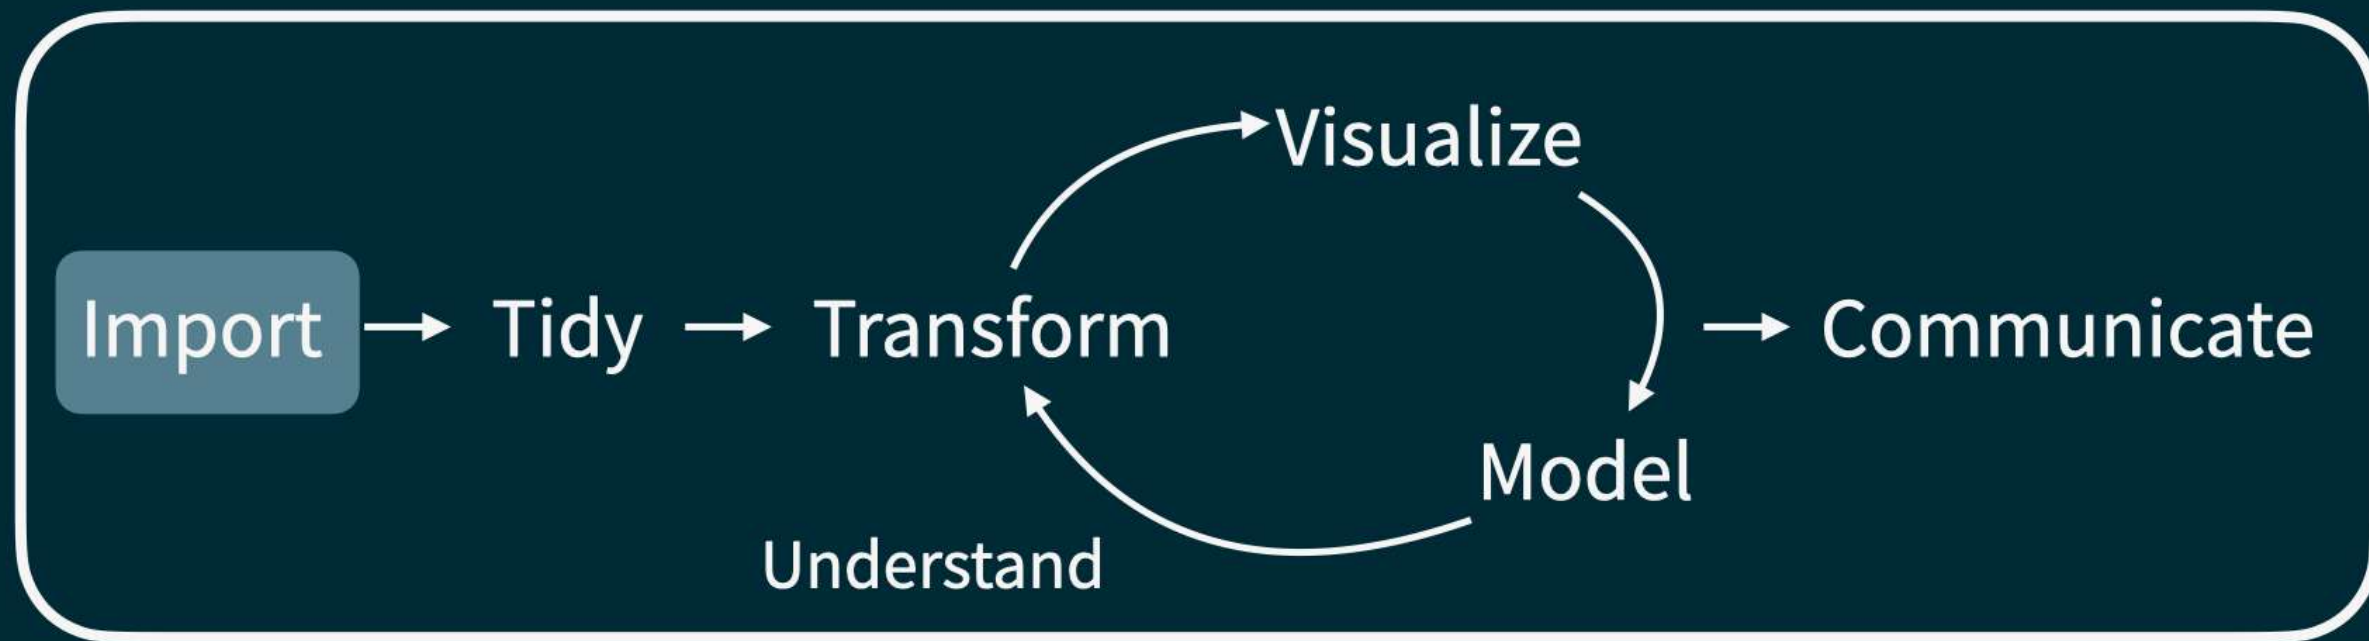 Visualize
Import
Tidy
Transform
Communicate
Model
Understand